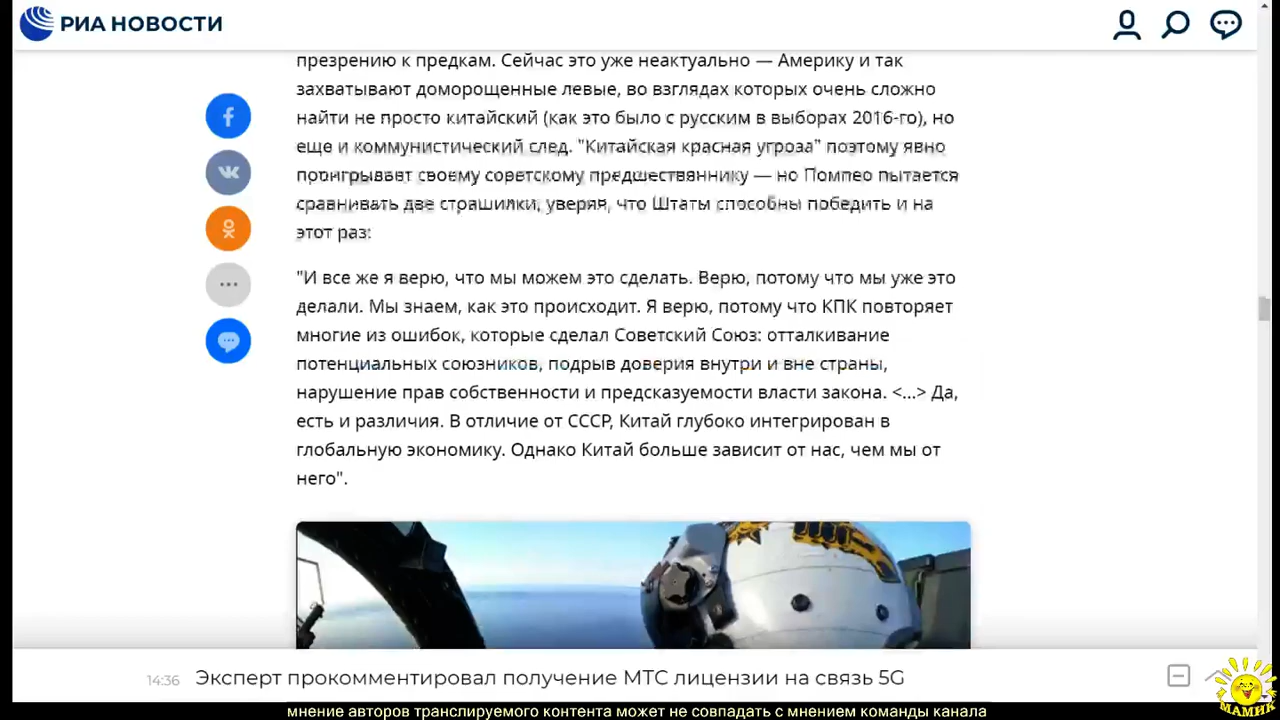 РИА НОВОСТИ
презрению к предкам. Сейчас это уже неактуально — Америку и так
захватывают доморощенные левые, во взглядах которых очень сложно
найти не просто китайский (как это было с русским в выборах 2016-го), но
еще и коммунистический след. "Китайская красная угроза" поэтому явно
проигрывает своему советскому предшественнику — но Помпео пытается
сравнивать две страшилки, уверяя, что Штаты способны победить и на
этот раз:
"И все же я верю, что мы можем это сделать. Верю, потому что мы уже это
делали. Мы знаем, как это происходит. Я верю, потому что КПК повторяет
многие из ошибок, которые сделал Советский Союз: отталкивание
потенциальных союзников, подрыв доверия внутри и вне страны,
нарушение прав собственности и предсказуемости власти закона. <...> Да,
есть и различия. В отличие от СССР, Китай глубоко интегрирован в
глобальную экономику. Однако Китай больше зависит от нас, чем мы от
него".
14:36 Эксперт прокомментировал получение МТС лицензии на связь 5G
МАМИК
мнение авторов транслируемого контента может не совпадать с мнением команды канала